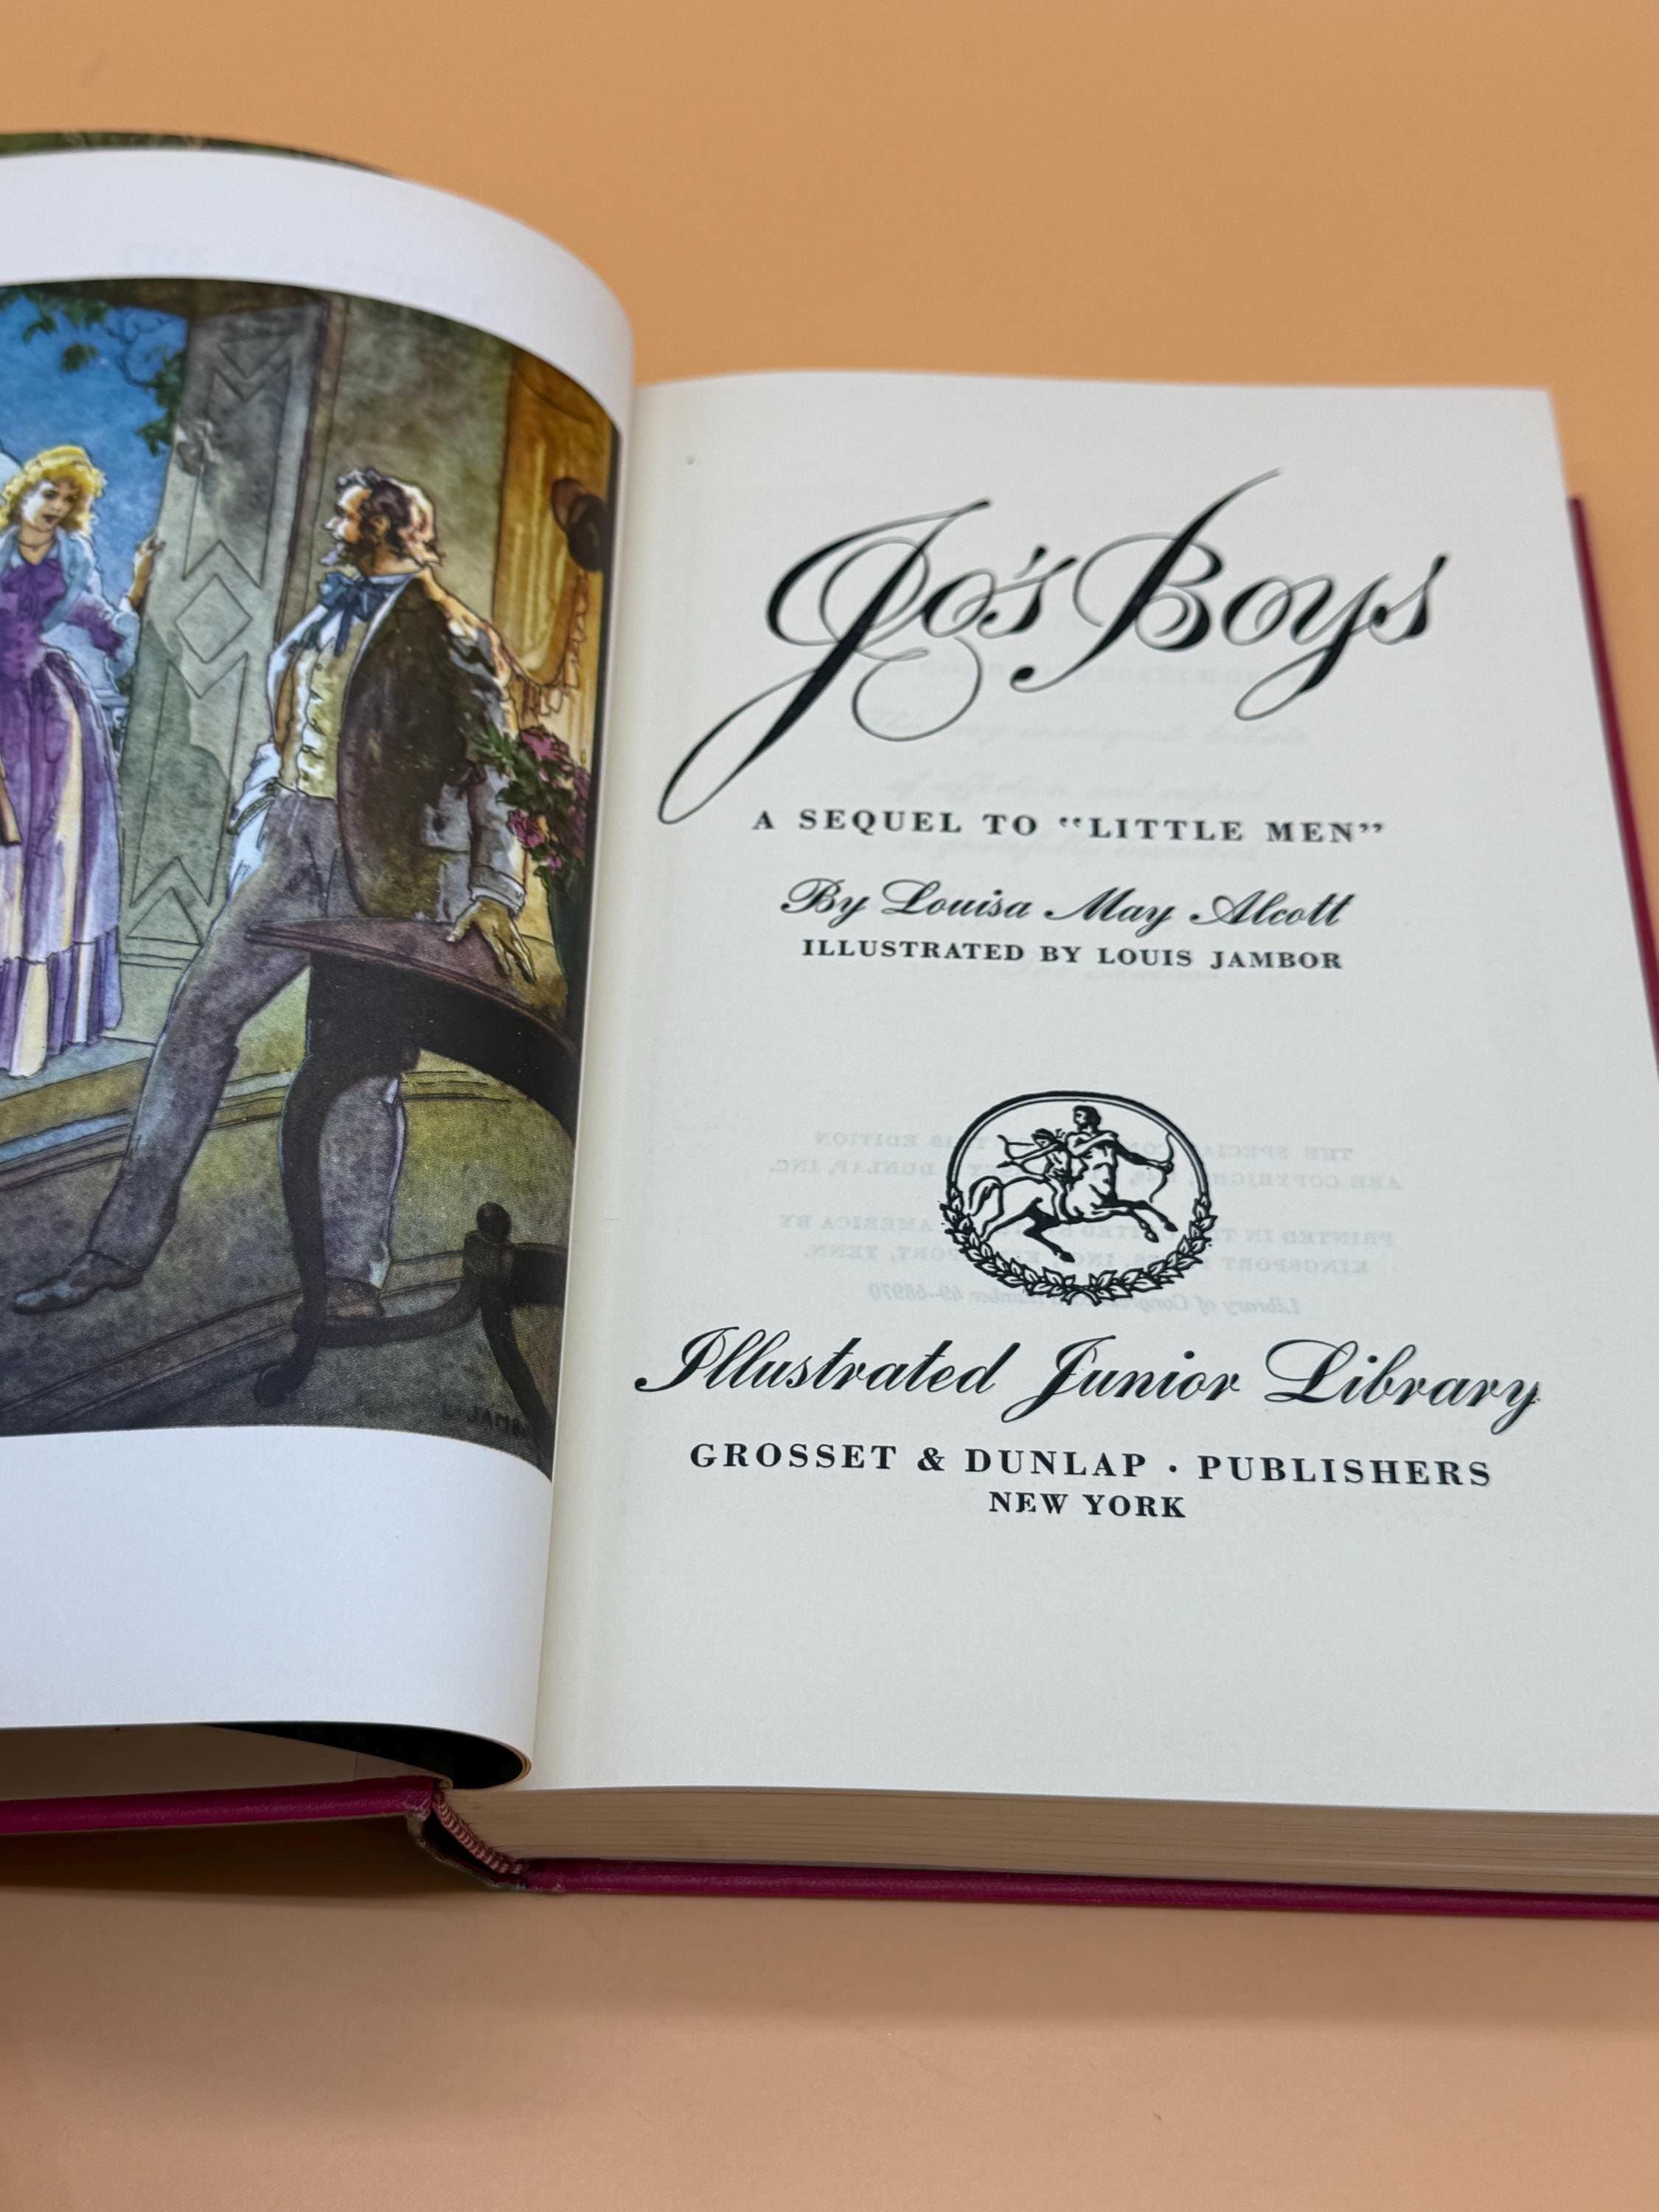 Jo's Boys
A SEQUEL TO “LITTLE MEN”
By Louisa May Alcott
ILLUSTRATED BY LOUIS JAMBOR
Illustrated Junior Library
GROSSET & DUNLAP · PUBLISHERS
NEW YORK